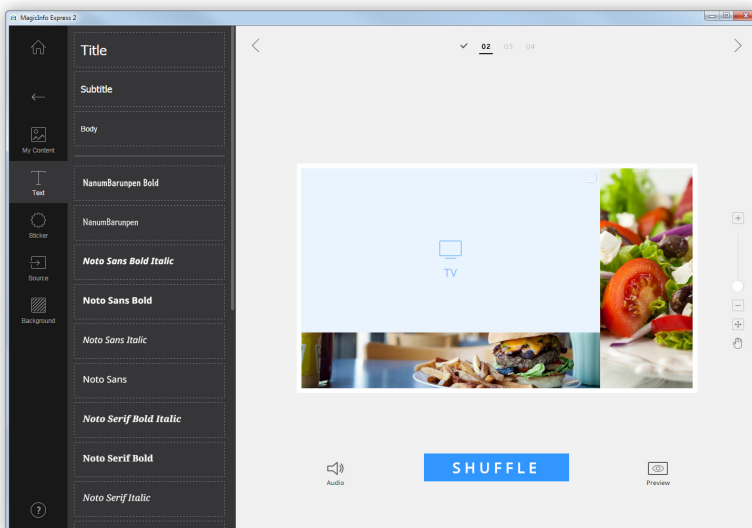 MagicInfo Express 2
Title
Subtitle
Body
NanumBarunpen Bold
NanumBarunpen
Noto Sans Bold Italic
Noto Sans Bold
Noto Sans Italic
Noto Sans
Noto Serif Bold Italic
Noto Serif Bold
Noto Serif Italic
My Content
Text
Sticker
Source
Background
?
02 03 04
TV
Audio
SHUFFLE
Preview